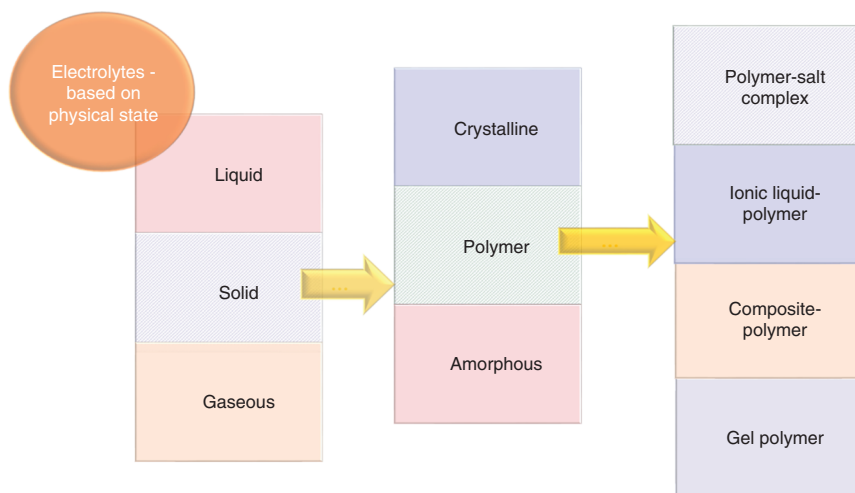 Electrolytes -
based on
physical state
Liquid
Solid
Gaseous
...
Crystalline
Polymer
Amorphous
...
Polymer-salt
complex
Ionic liquid-
polymer
Composite-
polymer
Gel polymer